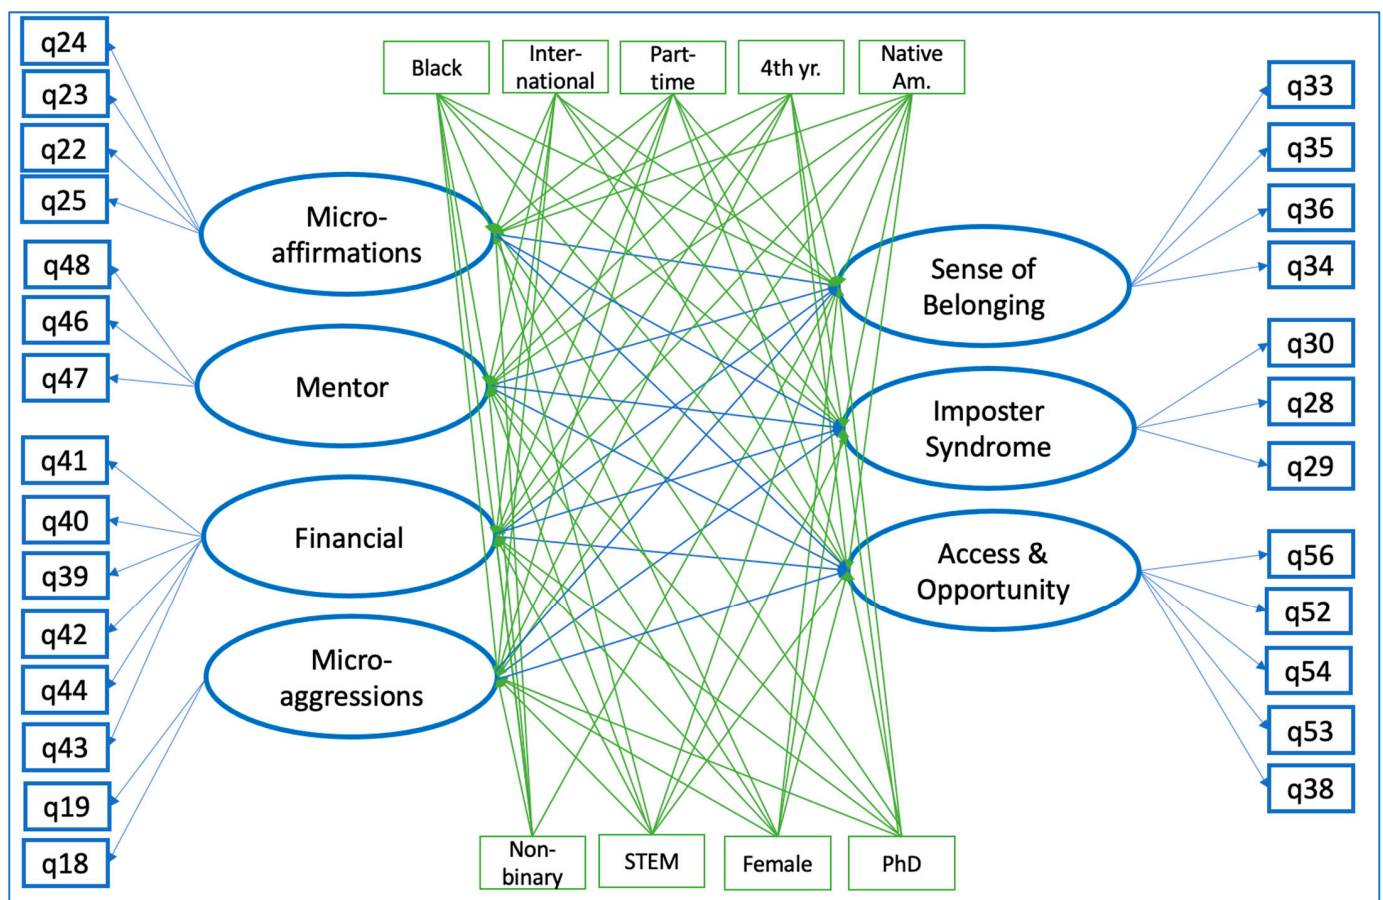 q24
q23
q22
q25
q48
q46
q47
q41
q40
q39
q42
q44
q43
q19
q18
Black
Inter-
national
Part-
time
4th yr.
Native
Am.
Micro-
affirmations
Mentor
Financial
Micro-
aggressions
Sense of
Belonging
Imposter
Syndrome
Access &
Opportunity
q33
q35
q36
q34
q30
q28
q29
q56
q52
q54
q53
q38
Non-
binary
STEM
Female
PhD